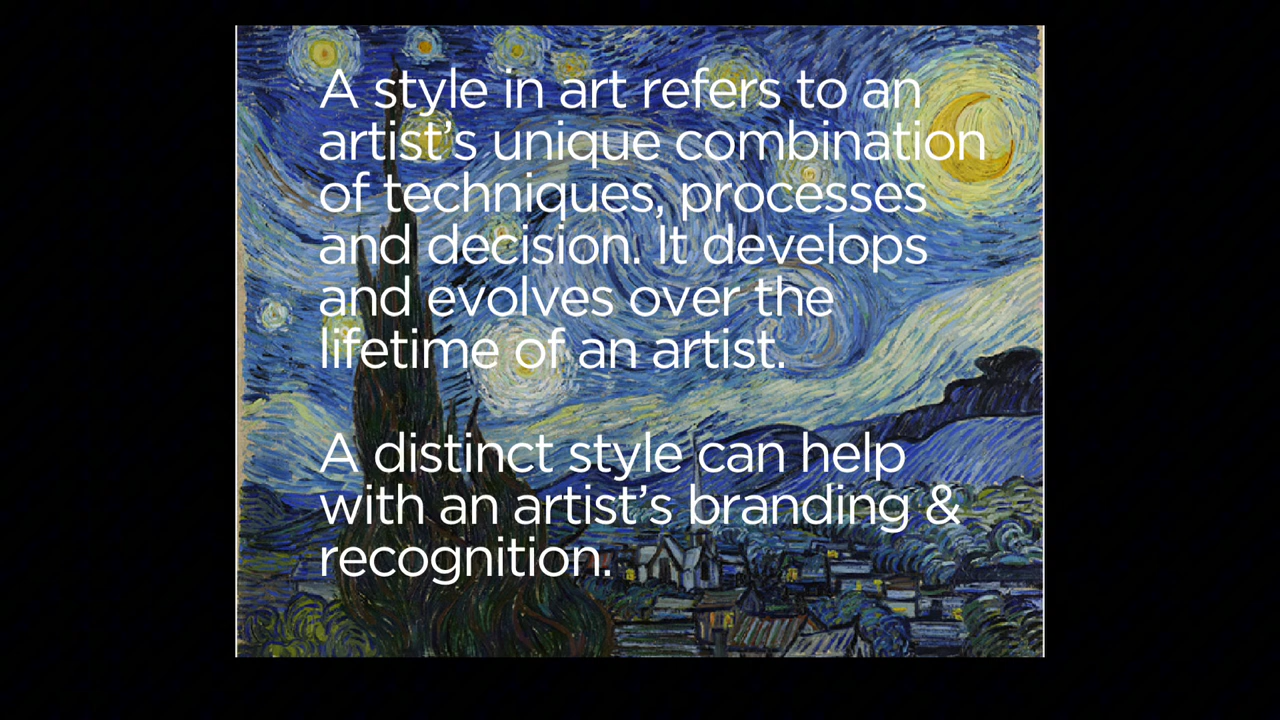 A style in art refers to an
artist’s unique combination
of techniques, processes
and decision. It develops
and evolves over the
lifetime of an artist.
A distinct style can help
with an artist’s branding &
recognition.